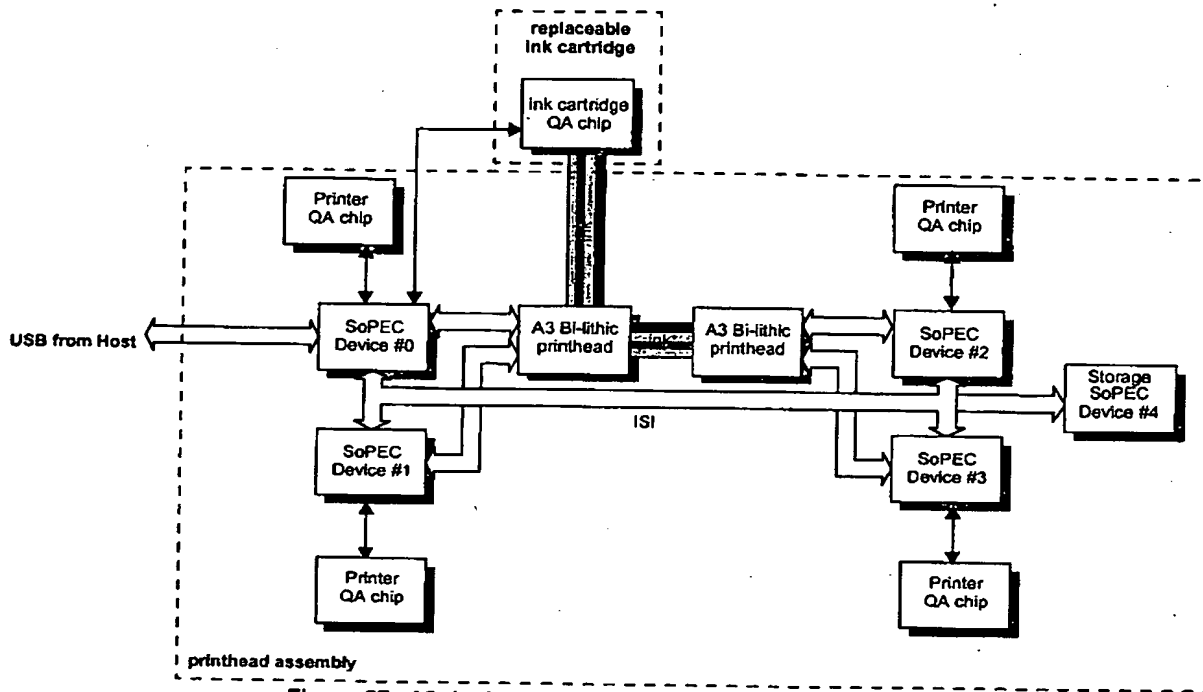 replaceable
ink cartridge
Ink cartridge
QA chip
Printer
QA chip
Printer
QA chip
USB from Host
SoPEC
Device #0
A3 Bi-lithic
printhead
ink
A3 Bi-lithic
printhead
SoPEC
Device #2
Storage
SoPEC
Device #4
ISI
SoPEC
Device #1
SoPEC
Device #3
Printer
QA chip
Printer
QA chip
printhead assembly